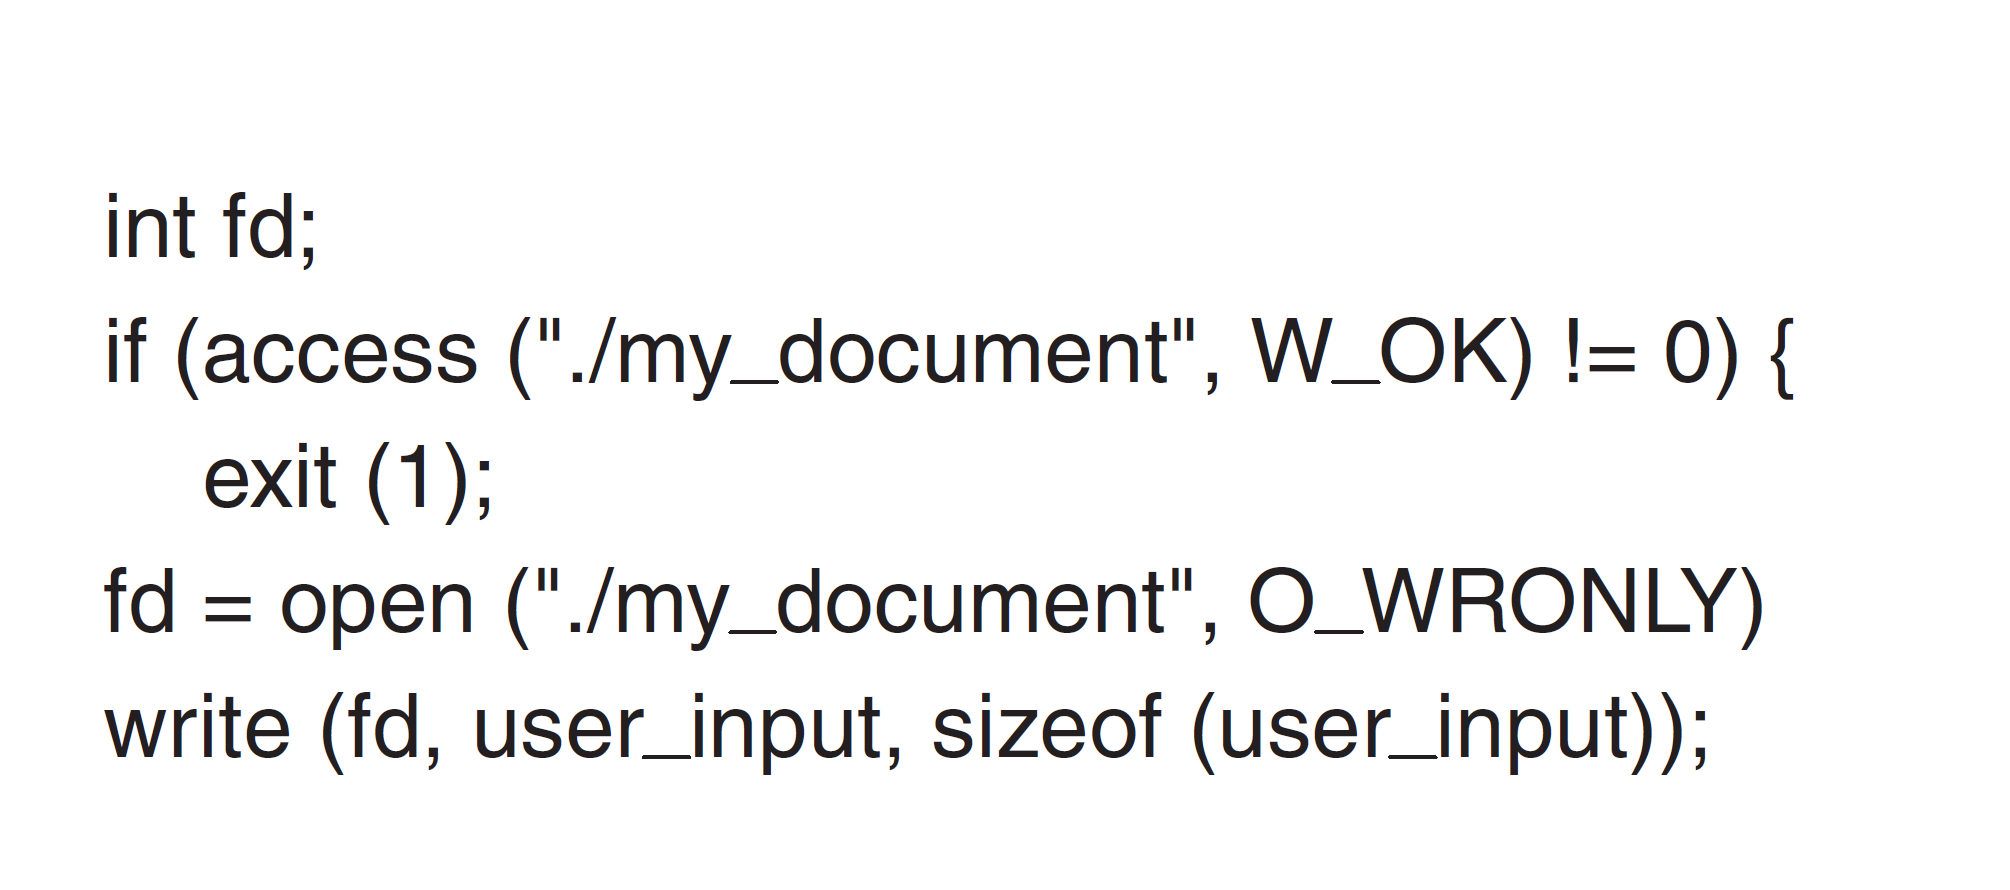 int fd;
if (access ("./my_document", W_OK) != 0) {
exit (1);
fd = open ("./my_document", O_WRONLY)
write (fd, user_input, sizeof (user_input));